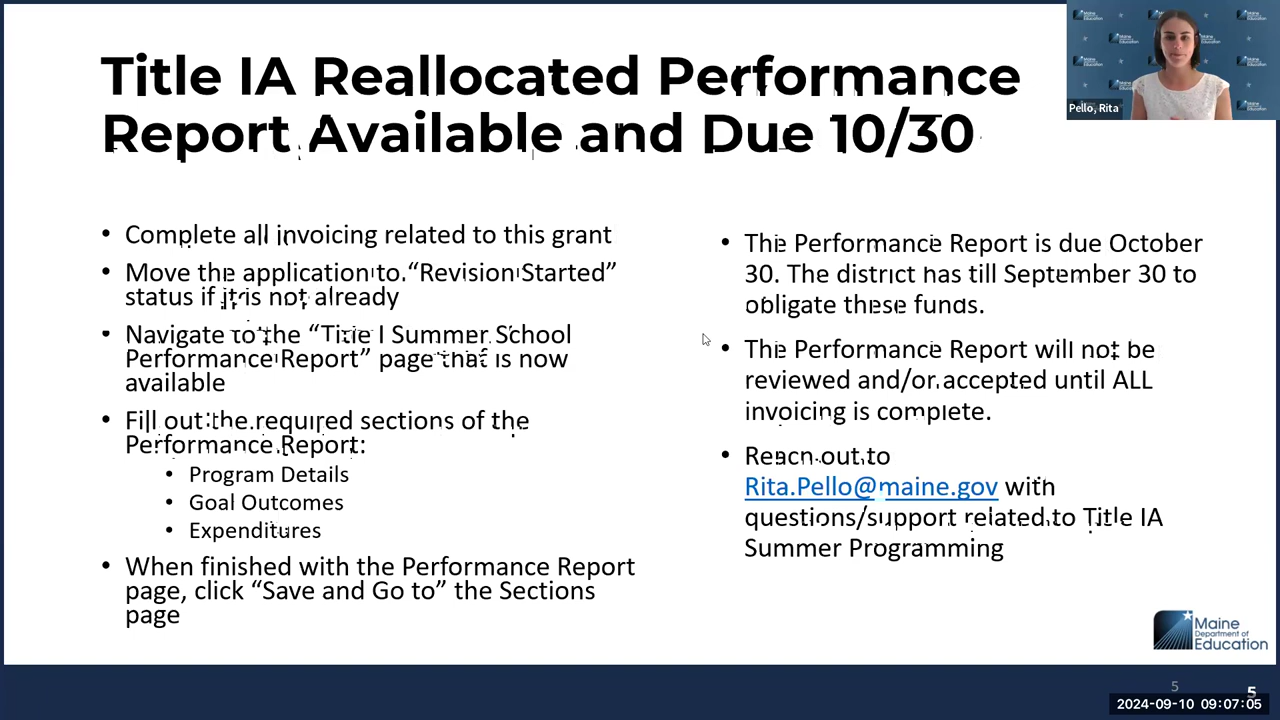 Title IA Reallocated Performance
Report Available and Due 10/30
Pello, Rita
• Complete all invoicing related to this grant
• Move the application to “Revision Started”
status if it is not already
• Navigate to the “Title I Summer School
Performance Report” page that is now
available
• Fill out the required sections of the
Performance Report:
• Program Details
• Goal Outcomes
• Expenditures
• When finished with the Performance Report
page, click “Save and Go to” the Sections
page
• The Performance Report is due October
30. The district has till September 30 to
obligate these funds.
• The Performance Report will not be
reviewed and/or accepted until ALL
invoicing is complete.
• Reach out to
Rita.Pello@maine.gov with
questions/support related to Title IA
Summer Programming
Maine
Department of
Education
5
5
2024-09-10 09:07:05